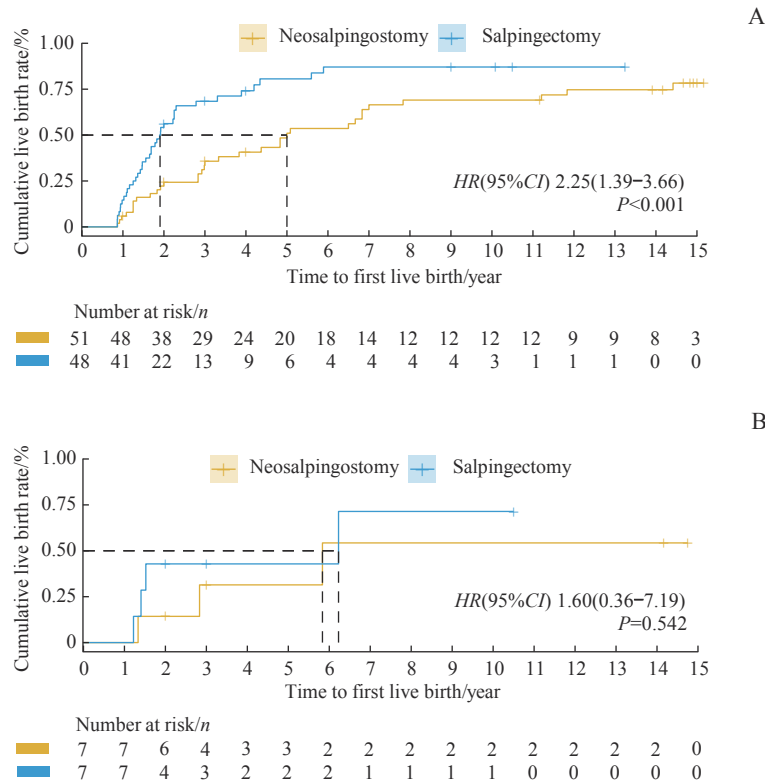 A
Neosalpingostomy Salpingectomy
Cumulative live birth rate/%
1.00
0.75
0.50
0.25
0
HR(95%CI) 2.25(1.39−3.66)
P<0.001
0 1 2 3 4 5 6 7 8 9 10 11 12 13 14 15
Time to first live birth/year
Number at risk/n
51 48 38 29 24 20 18 14 12 12 12 12 9 9 8 3
48 41 22 13 9 6 4 4 4 4 3 1 1 1 0 0
B
Neosalpingostomy Salpingectomy
Cumulative live birth rate/%
1.00
0.75
0.50
0.25
0
HR(95%CI) 1.60(0.36−7.19)
P=0.542
0 1 2 3 4 5 6 7 8 9 10 11 12 13 14 15
Time to first live birth/year
Number at risk/n
7 7 6 4 3 3 2 2 2 2 2 2 2 2 2 0
7 7 4 3 2 2 2 1 1 1 1 0 0 0 0 0